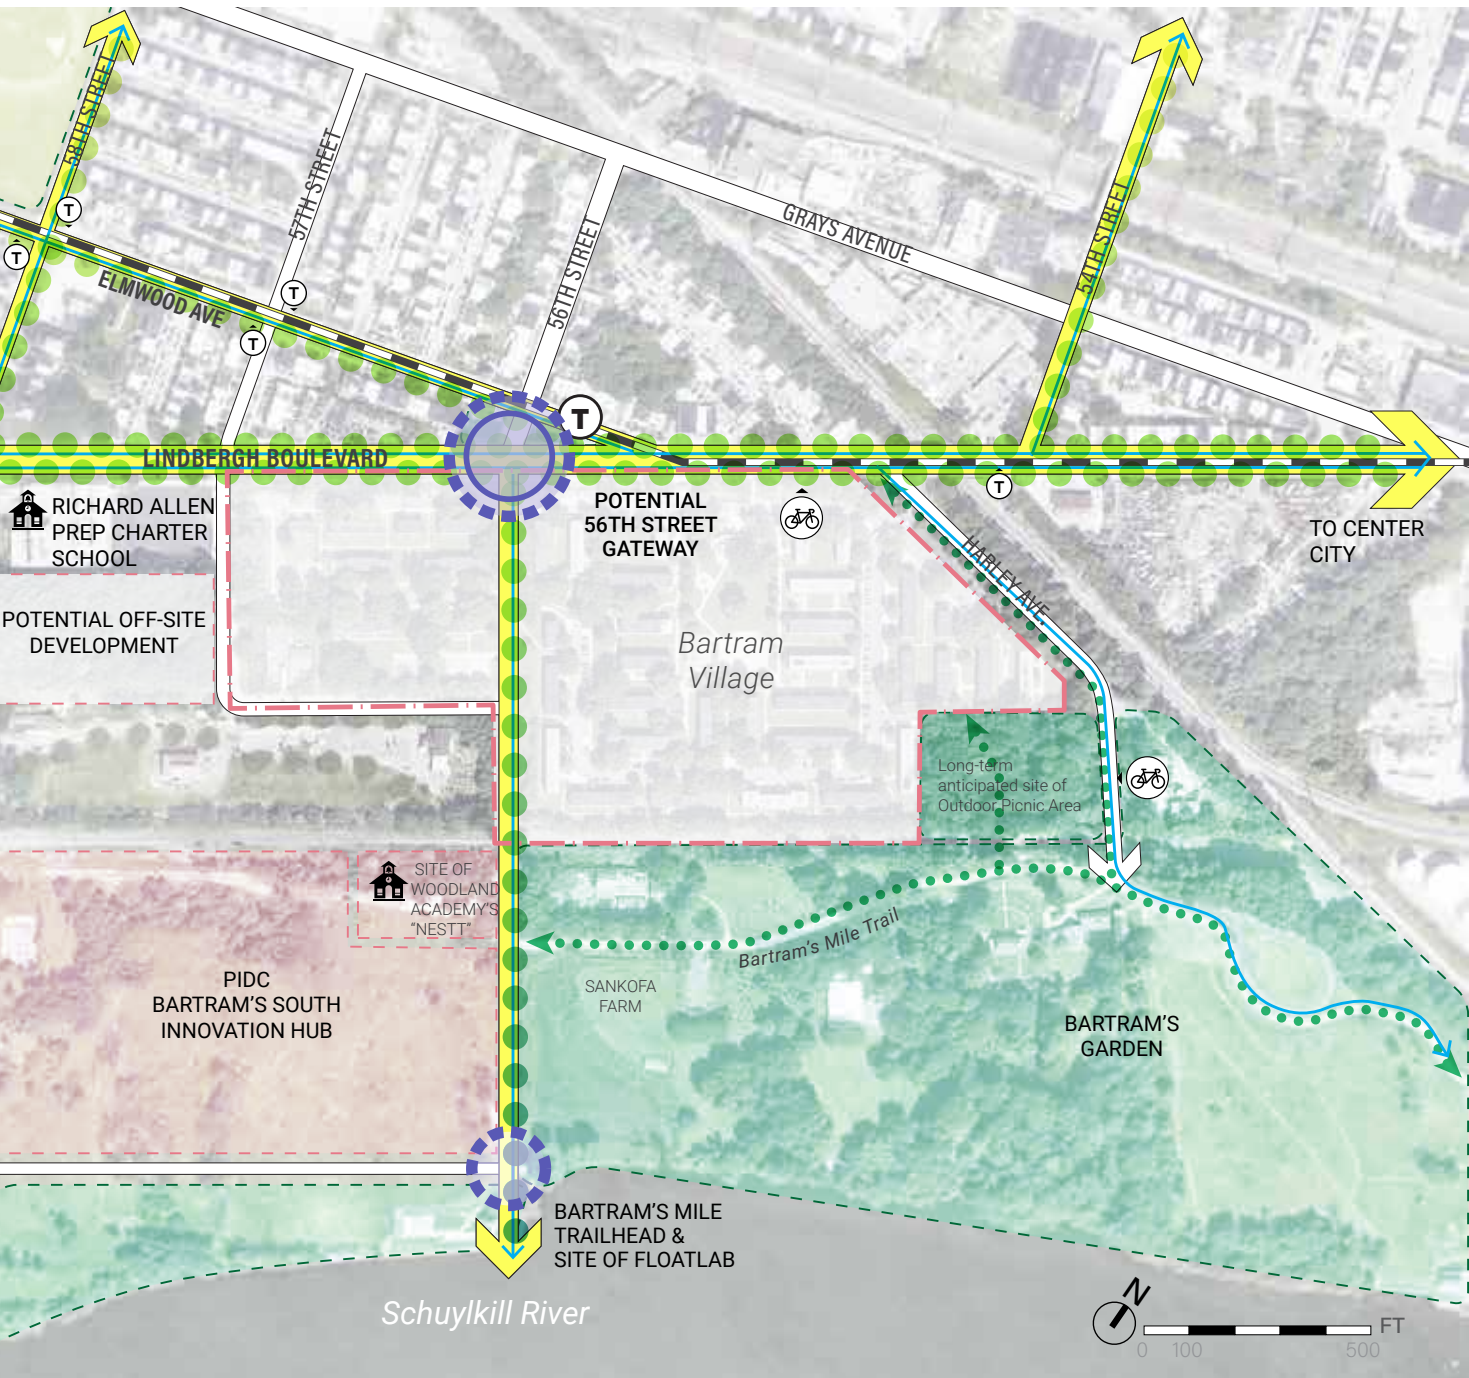 58TH STREET
57TH STREET
56TH STREET
GRAYS AVENUE
54TH STREET
T
T
T
T
ELMWOOD AVE
T
LINDBERGH BOULEVARD
T
RICHARD ALLEN
PREP CHARTER
SCHOOL
POTENTIAL
56TH STREET
GATEWAY
HARLEY AVE.
TO CENTER
CITY
POTENTIAL OFF-SITE
DEVELOPMENT
Bartram
Village
Long-term
anticipated site of
Outdoor Picnic Area
SITE OF
WOODLAND
ACADEMY'S
"NESTT"
Bartram's Mile Trail
PIDC
BARTRAM'S SOUTH
INNOVATION HUB
SANKOFA
FARM
BARTRAM'S
GARDEN
BARTRAM'S MILE
TRAILHEAD &
SITE OF FLOATLAB
Schuylkill River
N
FT
0 100 500